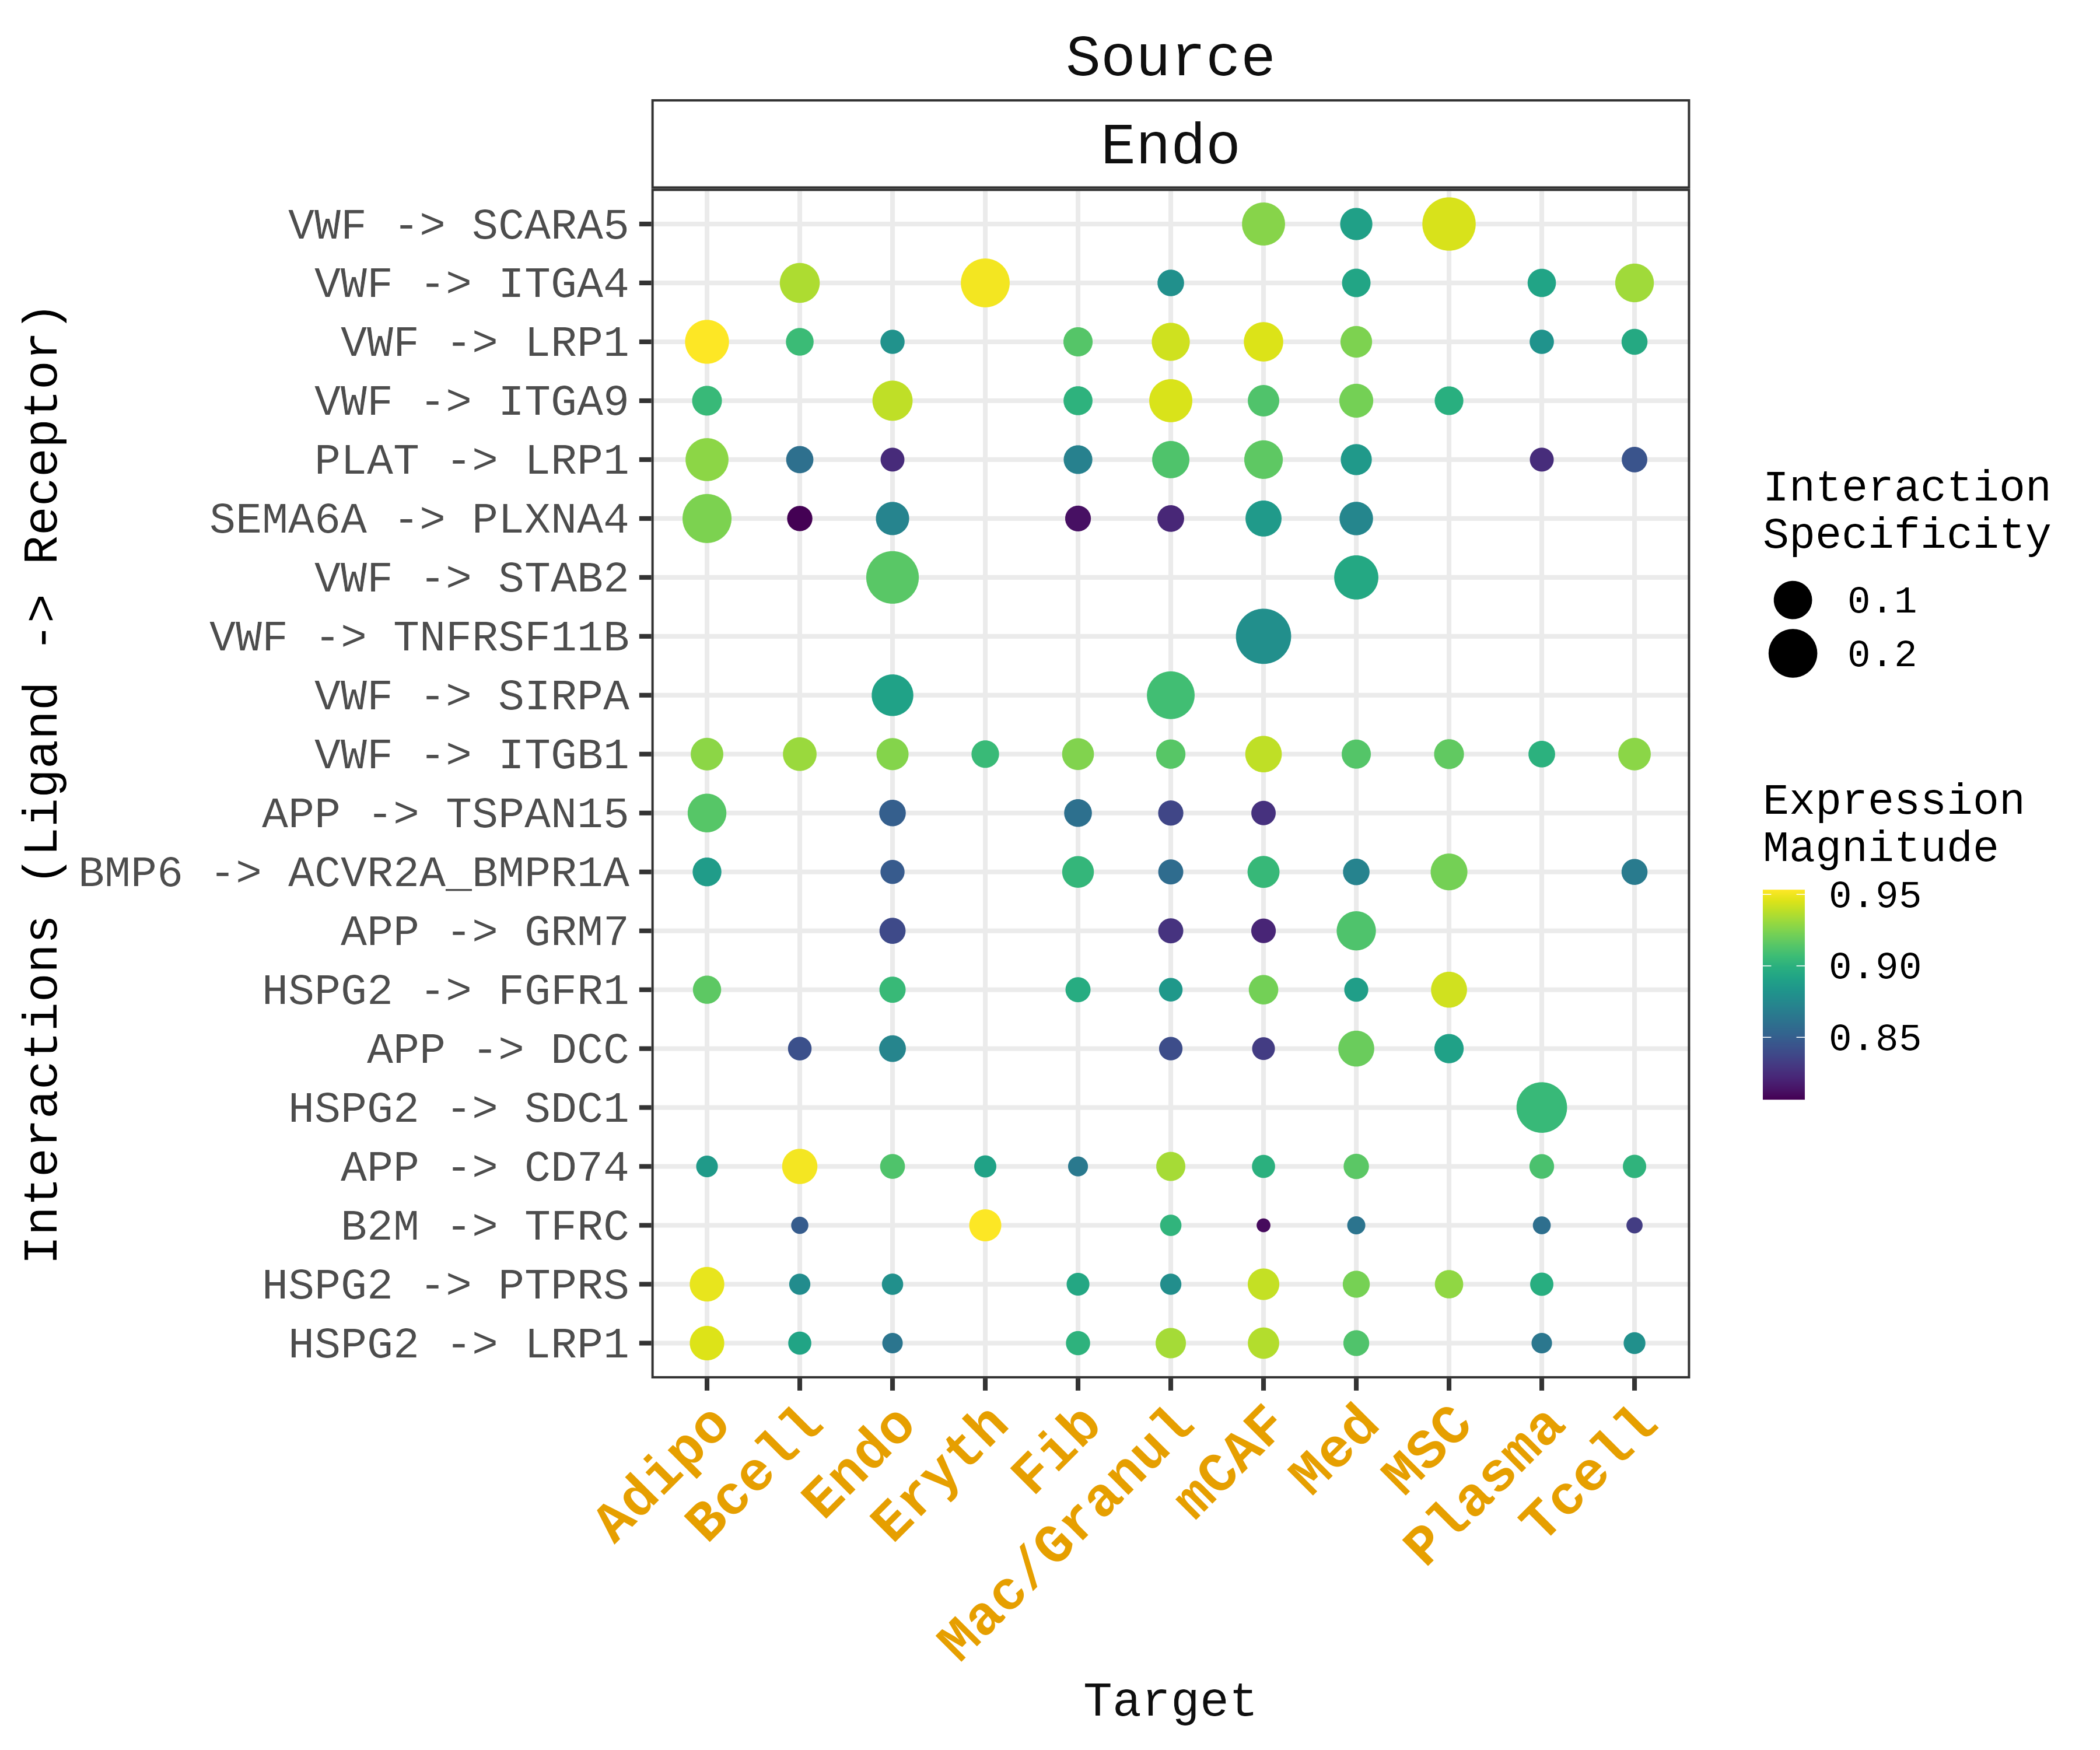 Source
Endo
Interactions (Ligand -> Receptor)
VWF -> SCARA5
VWF -> ITGA4
VWF -> LRP1
VWF -> ITGA9
PLAT -> LRP1
SEMA6A -> PLXNA4
VWF -> STAB2
VWF -> TNFRSF11B
VWF -> SIRPA
VWF -> ITGB1
APP -> TSPAN15
BMP6 -> ACVR2A_BMPR1A
APP -> GRM7
HSPG2 -> FGFR1
APP -> DCC
HSPG2 -> SDC1
APP -> CD74
B2M -> TFRC
HSPG2 -> PTPRS
HSPG2 -> LRP1
Adipo
Bcell
Endo
Eryth
Fib
Mac/Granul
mCAF
Med
MSC
Plasma
Tcell
Target
Interaction
Specificity
0.1
0.2
Expression
Magnitude
0.95
0.90
0.85